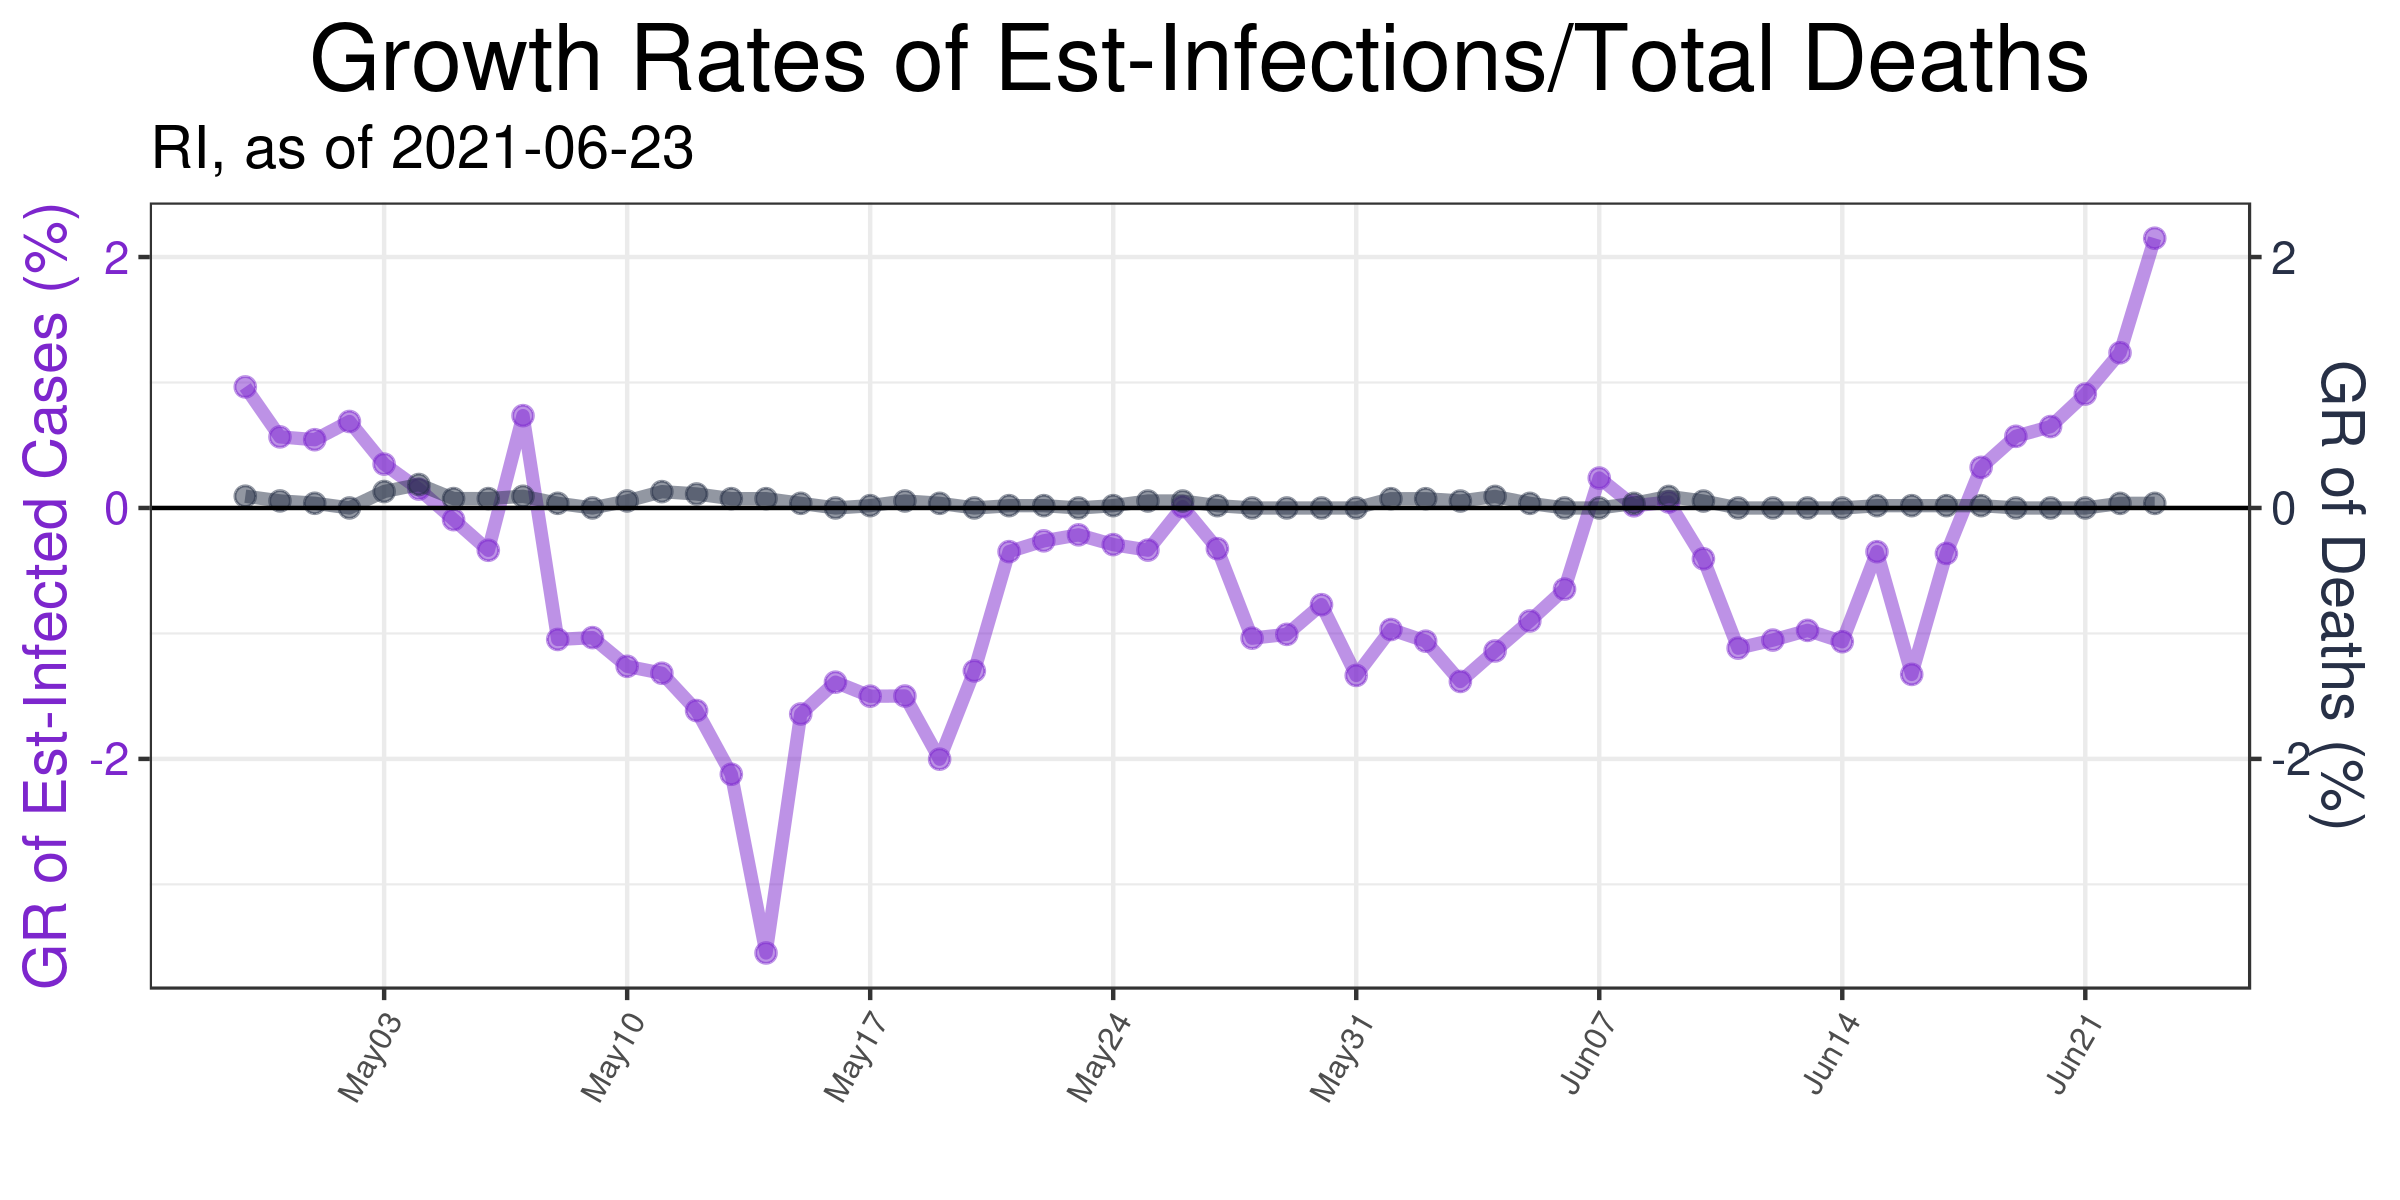 Growth Rates of Est-Infections/Total Deaths
RI, as of 2021-06-23
GR of Est-Infected Cases (%)
2
0
-2
2
0
-2
GR of Deaths (%)
May03
May10
May17
May24
May31
Jun07
Jun14
Jun21